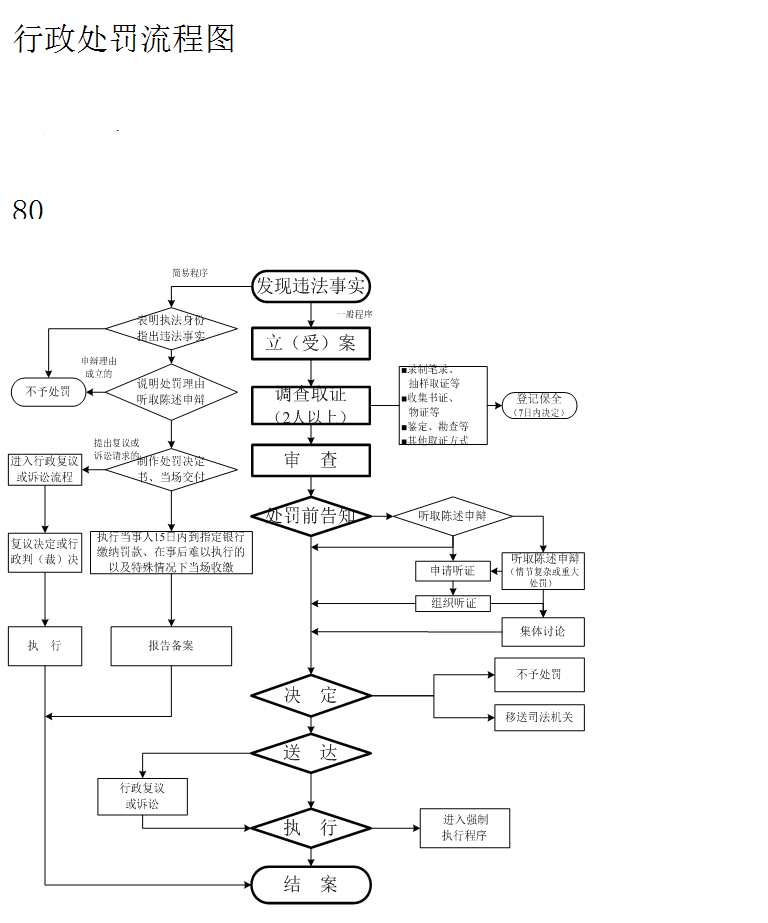 行政处罚流程图
80
简易程序
发现违法事实
一般程序
表明执法身份
指出违法事实
立（受）案
申辩理由
成立的
不予处罚
说明处罚理由
听取陈述申辩
调查取证
（2人以上）
■录制笔录、
抽样取证等
■收集书证、
物证等
■鉴定、勘查等
■其他取证方式
登记保全
（7日内决定）
提出复议或
诉讼请求的
制作处罚决定
书、当场交付
进入行政复议
或诉讼流程
审　查
处罚前告知
听取陈述申辩
复议决定或行
政判（裁）决
执行当事人15日内到指定银行
缴纳罚款、在事后难以执行的
以及特殊情况下当场收缴
申请听证
听取陈述申辩
（情节复杂或重大
处罚）
组织听证
集体讨论
执　行
报告备案
决　定
不予处罚
移送司法机关
送　达
行政复议
或诉讼
执　行
进入强制
执行程序
结　案